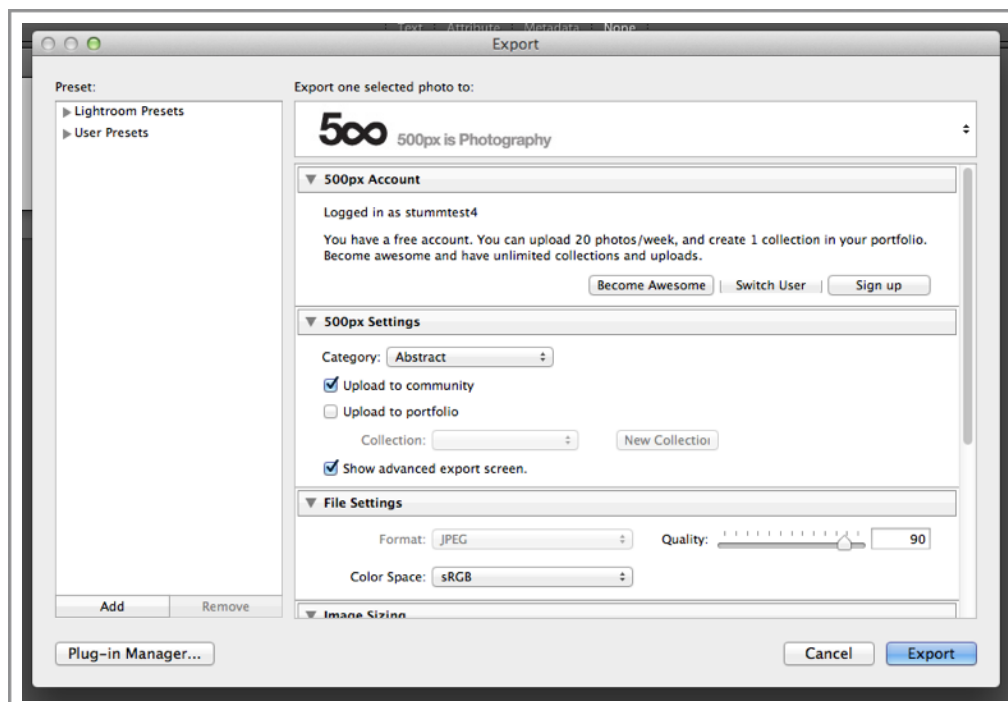 Text Attribute Metadata None
Export
Preset:
Lightroom Presets
User Presets
Add Remove
Export one selected photo to:
500 500px is Photography
500px Account
Logged in as stummtest4
You have a free account. You can upload 20 photos/week, and create 1 collection in your portfolio.
Become awesome and have unlimited collections and uploads.
Become Awesome | Switch User | Sign up
500px Settings
Category: Abstract
Upload to community
Upload to portfolio
Collection: New Collection
Show advanced export screen.
File Settings
Format: JPEG Quality: 90
Color Space: sRGB
Image Sizing
Plug-in Manager... Cancel Export